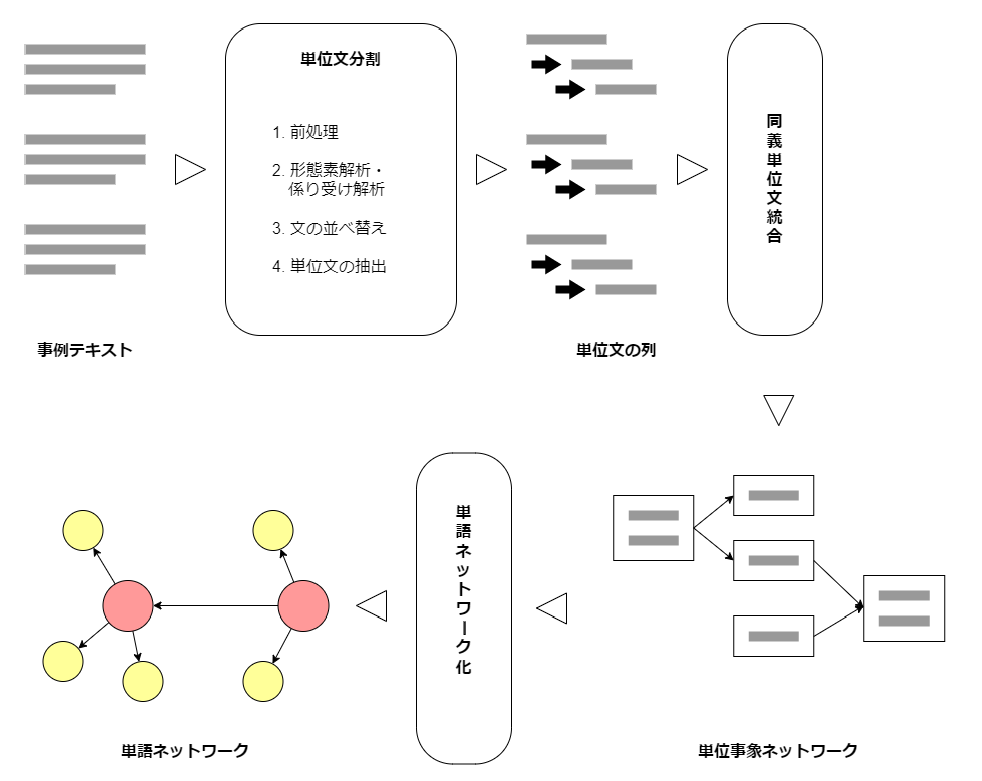 単位文分割
1. 前処理
2. 形態素解析・
係り受け解析
3. 文の並べ替え
4. 単位文の抽出
同義単位文統合
事例テキスト
単位文の列
単語ネットワーク化
単語ネットワーク
単位事象ネットワーク